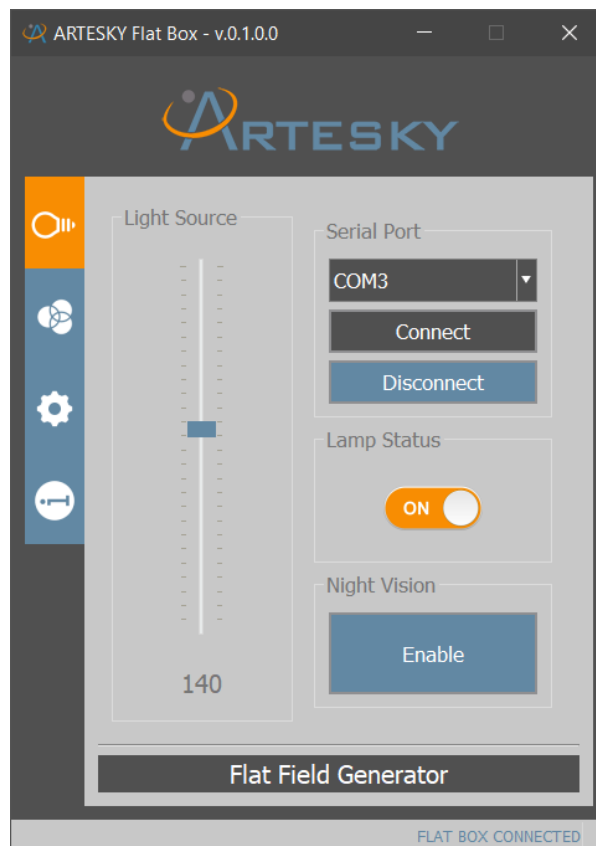 ARTESKY Flat Box - v.0.1.0.0
ARTESKY
Light Source
140
Serial Port
COM3
Connect
Disconnect
Lamp Status
ON
Night Vision
Enable
Flat Field Generator
FLAT BOX CONNECTED